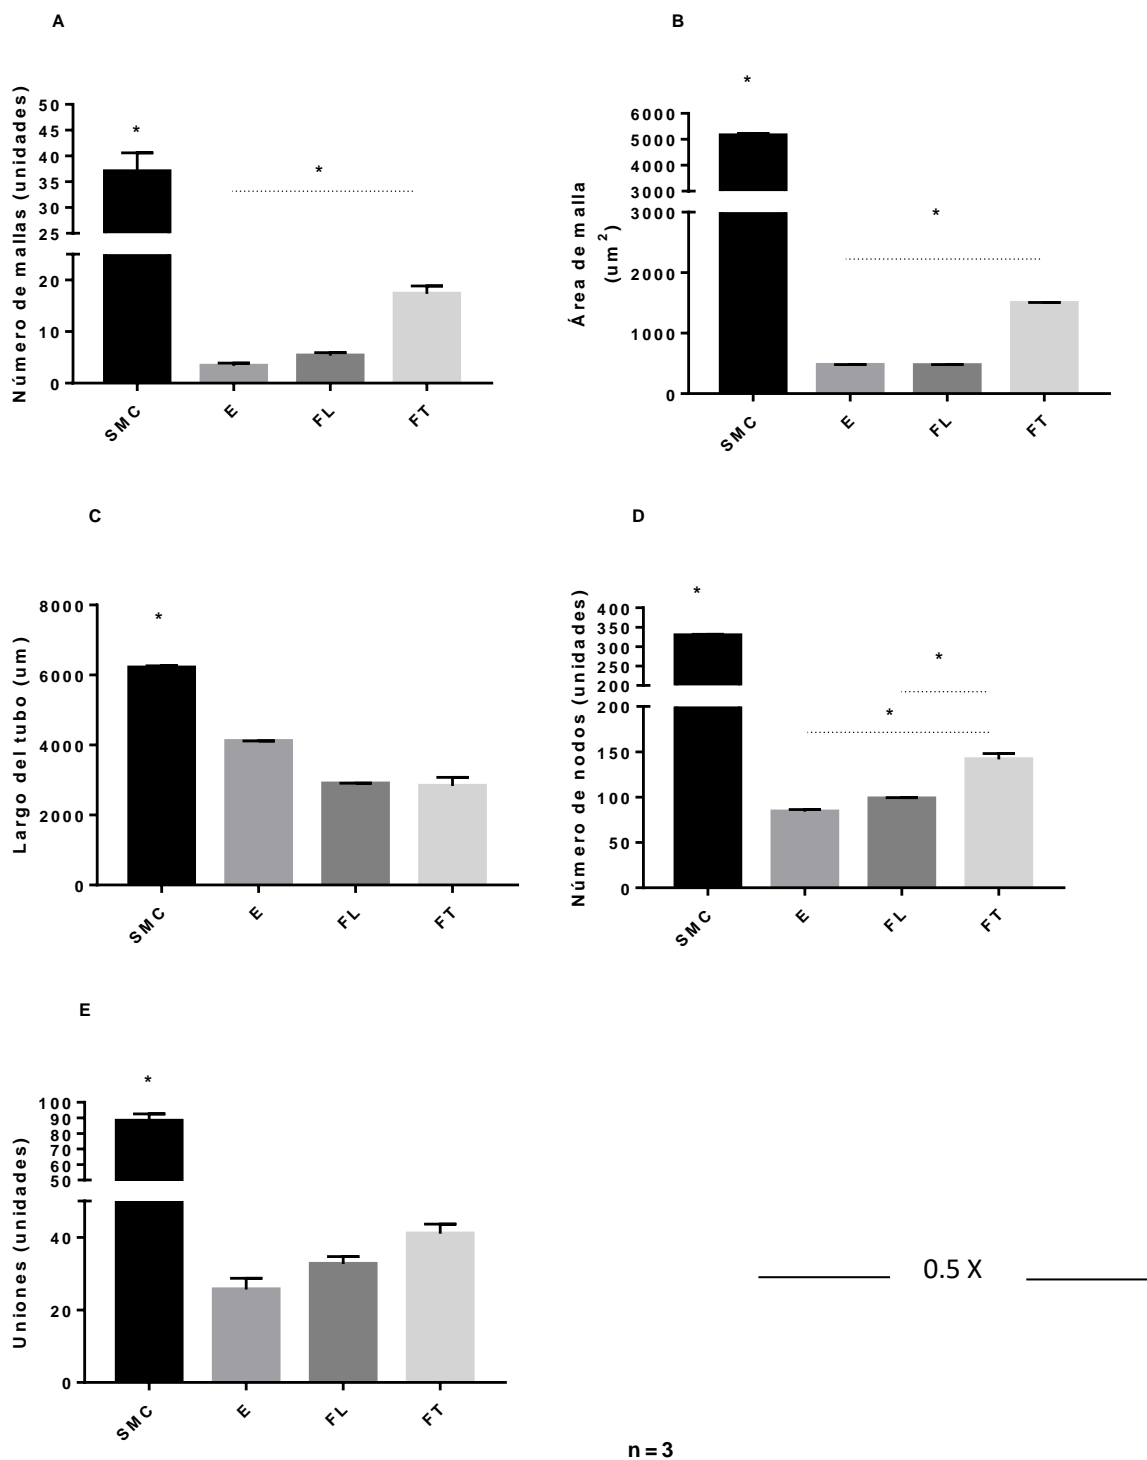 A
Número de mallas (unidades)
50
45
40
35
30
25
20
10
0
*
*
SMC
E
FL
FT
B
Área de malla
(um²)
6000
5000
4000
3000
3000
2000
1000
0
*
*
SMC
E
FL
FT
C
Largo del tubo (um)
8000
6000
4000
2000
0
*
SMC
E
FL
FT
D
Número de nodos (unidades)
400
350
300
250
200
200
150
100
50
0
*
*
*
SMC
E
FL
FT
E
Uniones (unidades)
100
90
80
70
60
50
40
20
0
*
SMC
E
FL
FT
0.5 X
n = 3